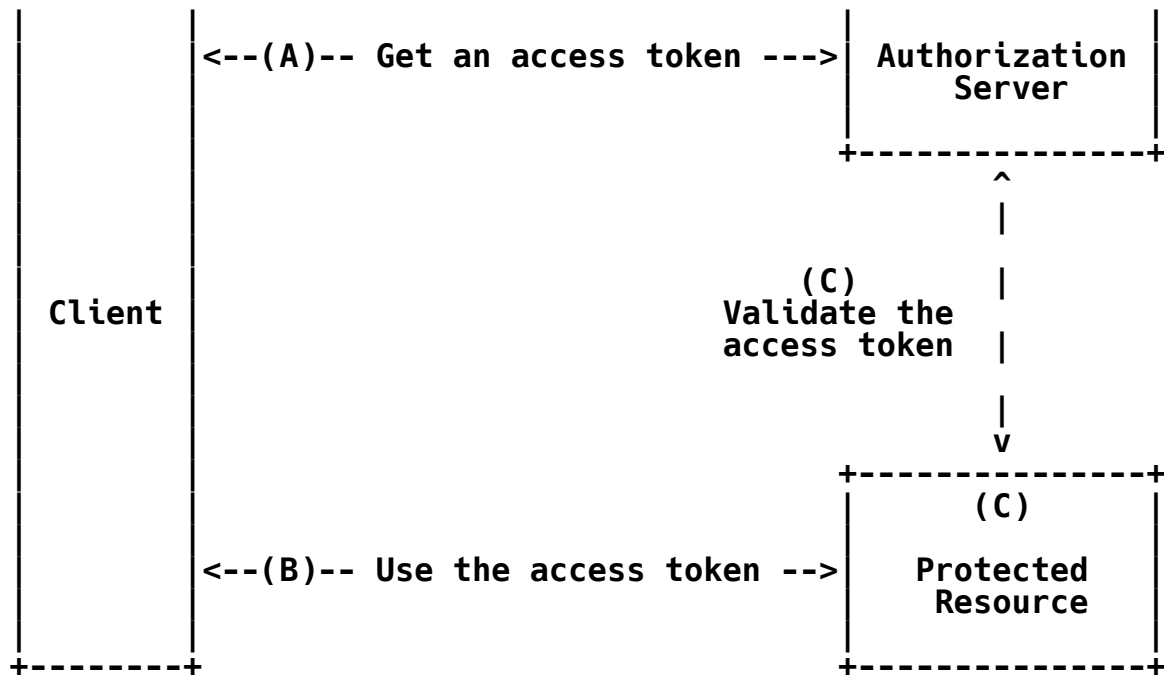 <--(A)-- Get an access token --->
Authorization
Server
(C)
Client
Validate the
access token
(C)
<--(B)-- Use the access token -->
Protected
Resource